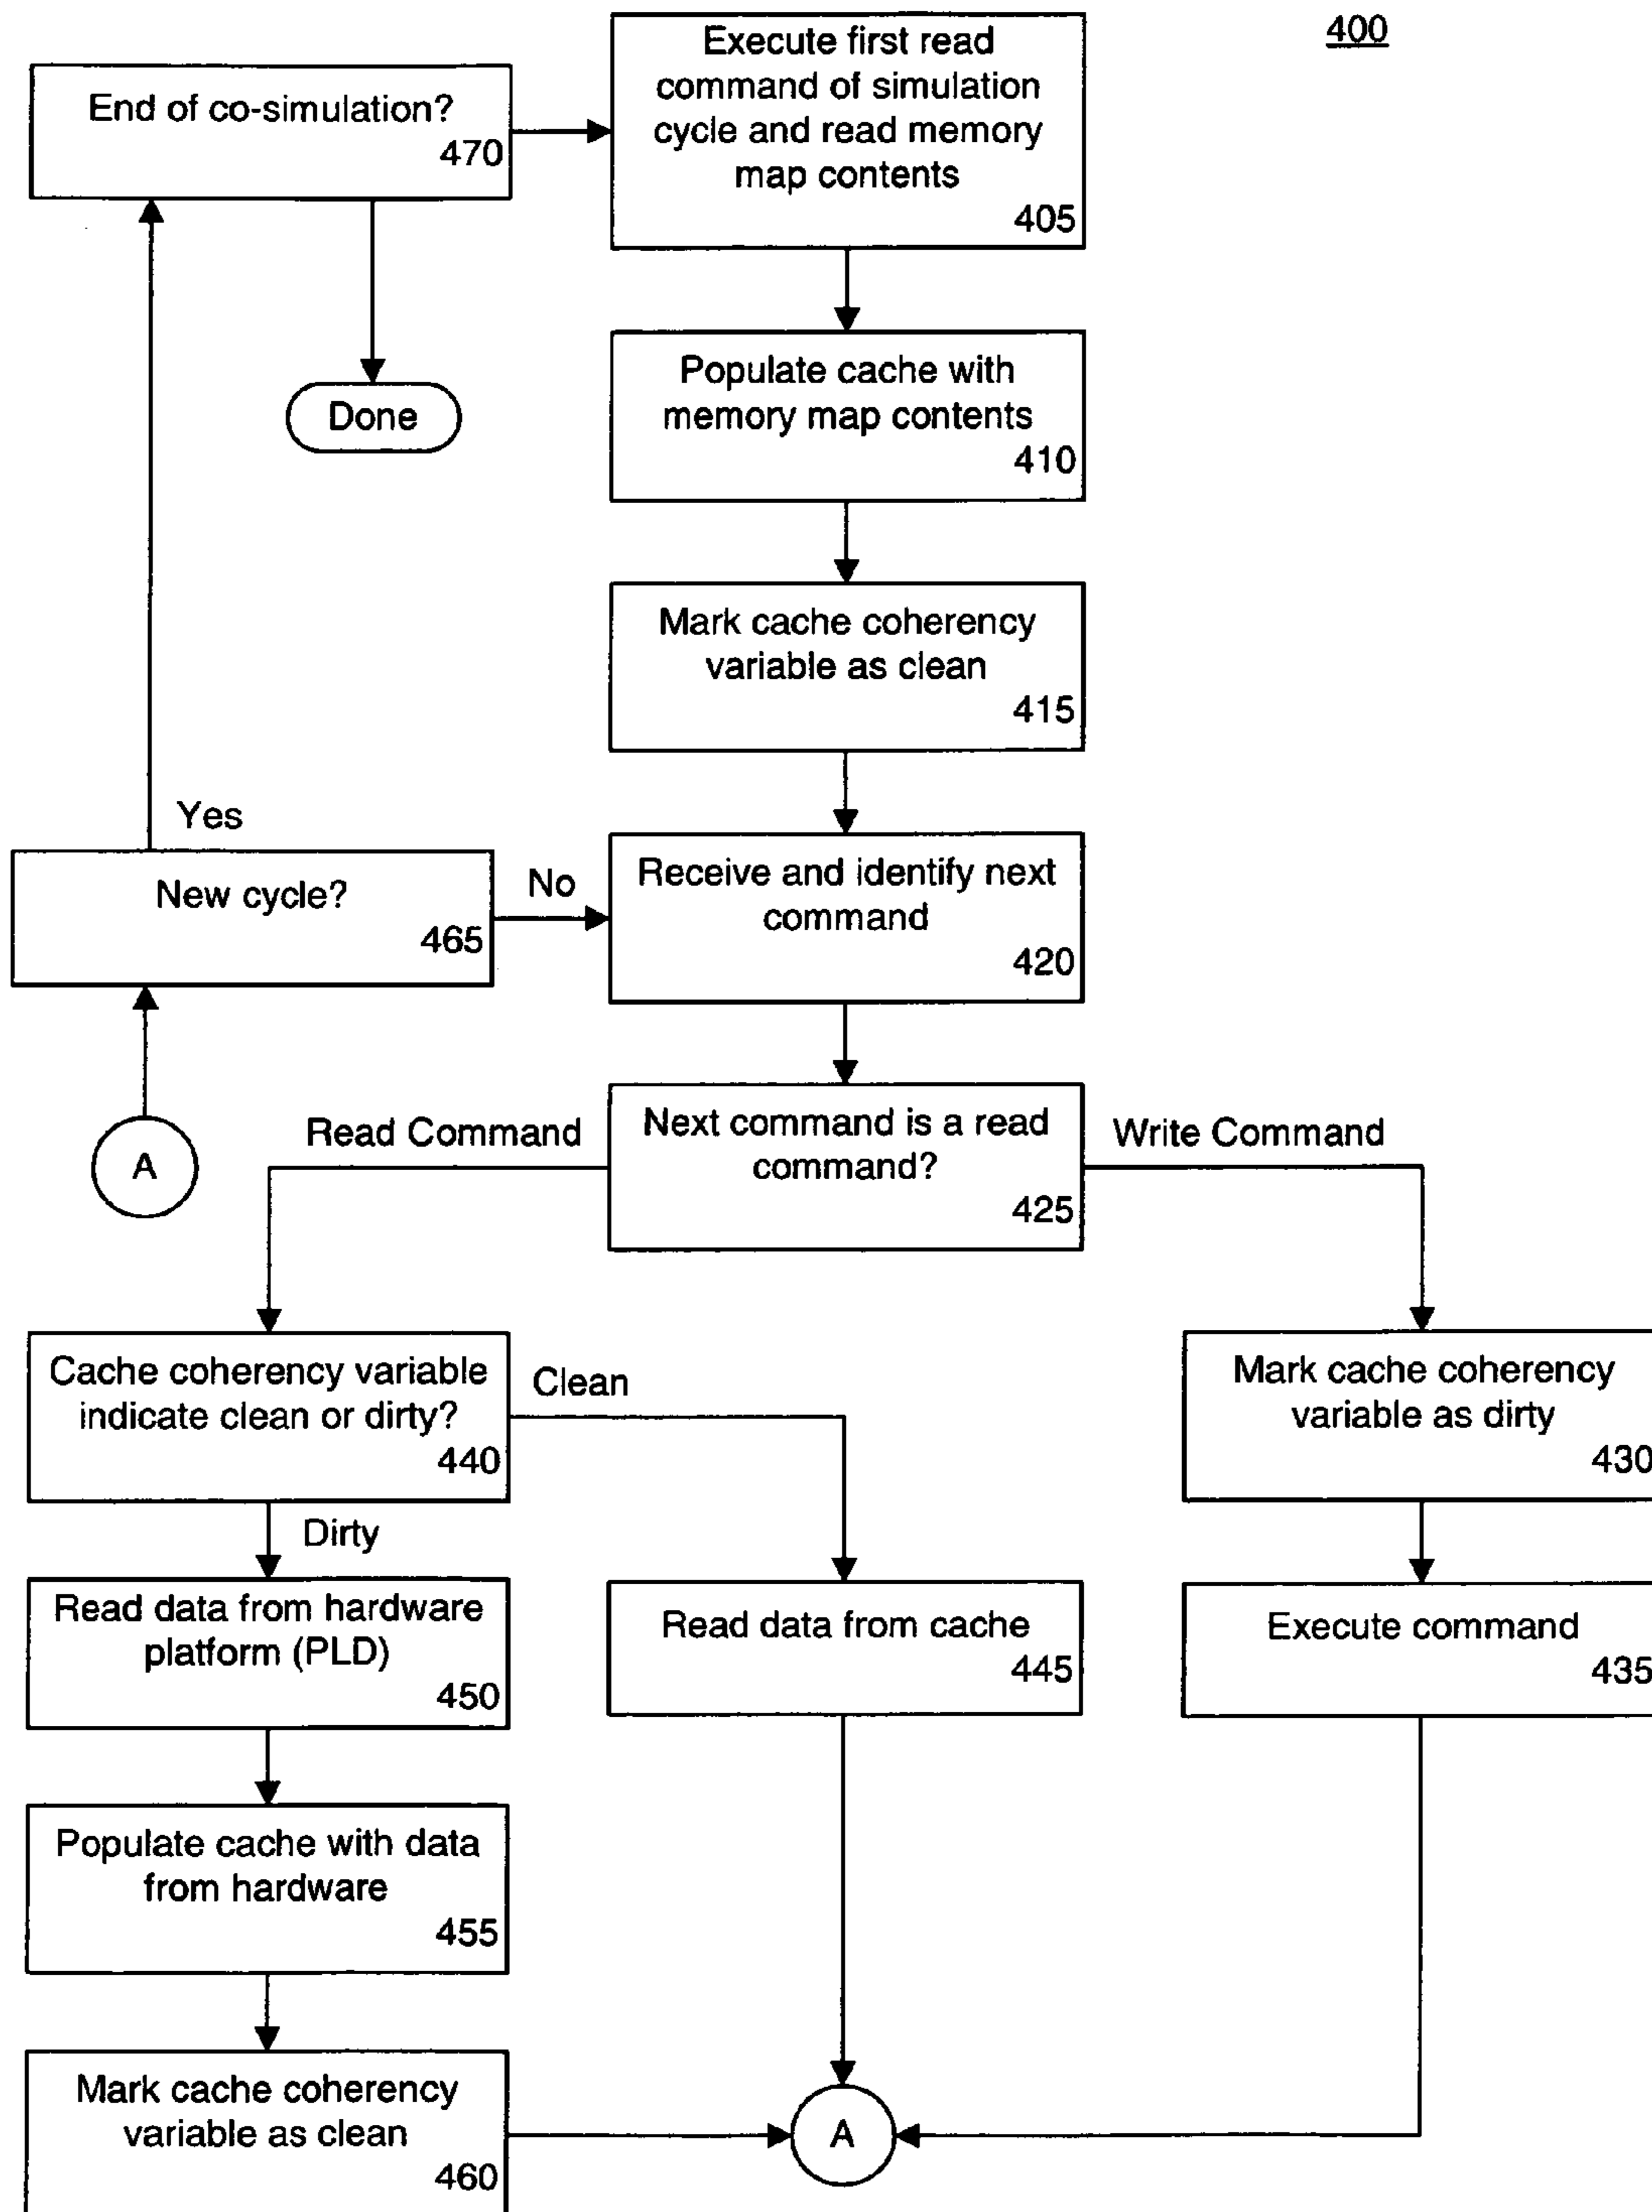 400
Execute first read
command of simulation
cycle and read memory
map contents
405
End of co-simulation?
470
Done
Populate cache with
memory map contents
410
Mark cache coherency
variable as clean
415
Yes
New cycle?
465
No
Receive and identify next
command
420
A
Read Command
Next command is a read
command?
425
Write Command
Cache coherency variable
indicate clean or dirty?
440
Clean
Mark cache coherency
variable as dirty
430
Dirty
Read data from hardware
platform (PLD)
450
Read data from cache
445
Execute command
435
Populate cache with data
from hardware
455
Mark cache coherency
variable as clean
460
A